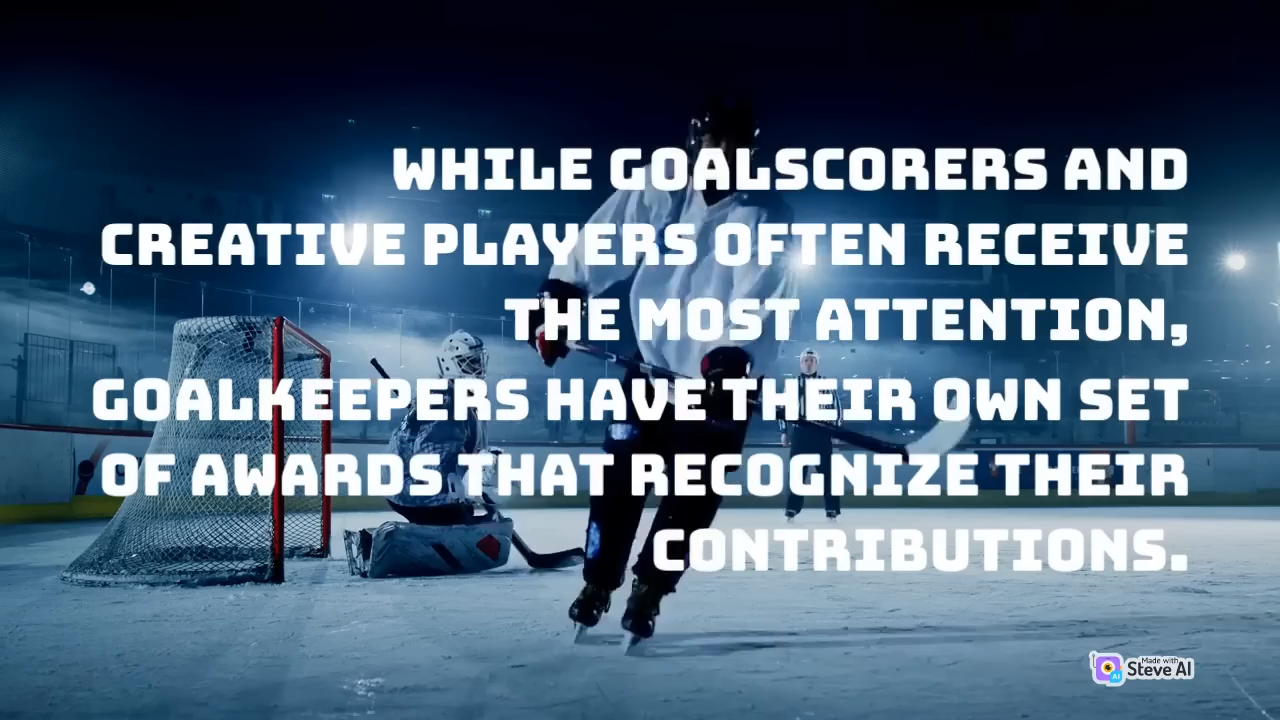 WHILE GOALSCORERS AND
CREATIVE PLAYERS OFTEN RECEIVE
THE MOST ATTENTION,
GOALKEEPERS HAVE THEIR OWN SET
OF AWARDS THAT RECOGNIZE THEIR
CONTRIBUTIONS.
Made with
Steve AI